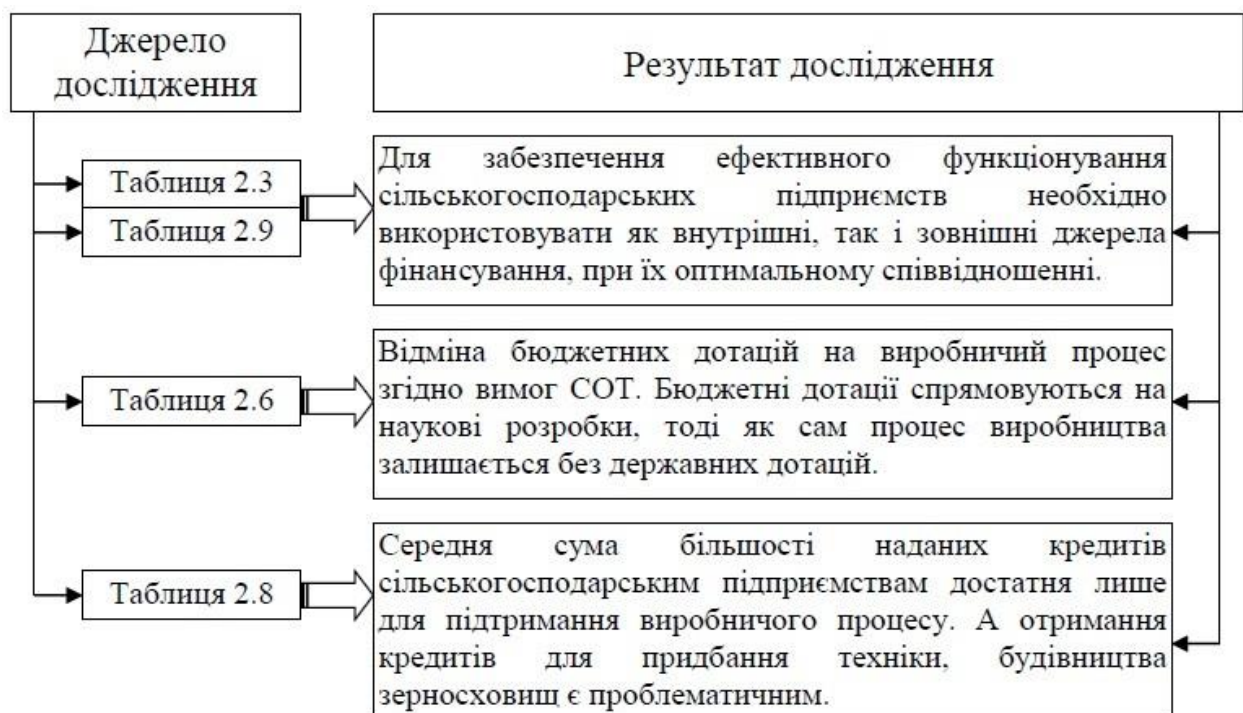 Джерело
дослідження
Результат дослідження
Таблиця 2.3
Таблиця 2.9
Для забезпечення ефективного функціонування
сільськогосподарських підприємств необхідно
використовувати як внутрішні, так і зовнішні джерела
фінансування, при їх оптимальному співвідношенні.
Таблиця 2.6
Відміна бюджетних дотацій на виробничий процес
згідно вимог СОТ. Бюджетні дотації спрямовуються на
наукові розробки, тоді як сам процес виробництва
залишається без державних дотацій.
Таблиця 2.8
Середня сума більшості наданих кредитів
сільськогосподарським підприємствам достатня лише
для підтримання виробничого процесу. А отримання
кредитів для придбання техніки, будівництва
зерносховищ є проблематичним.